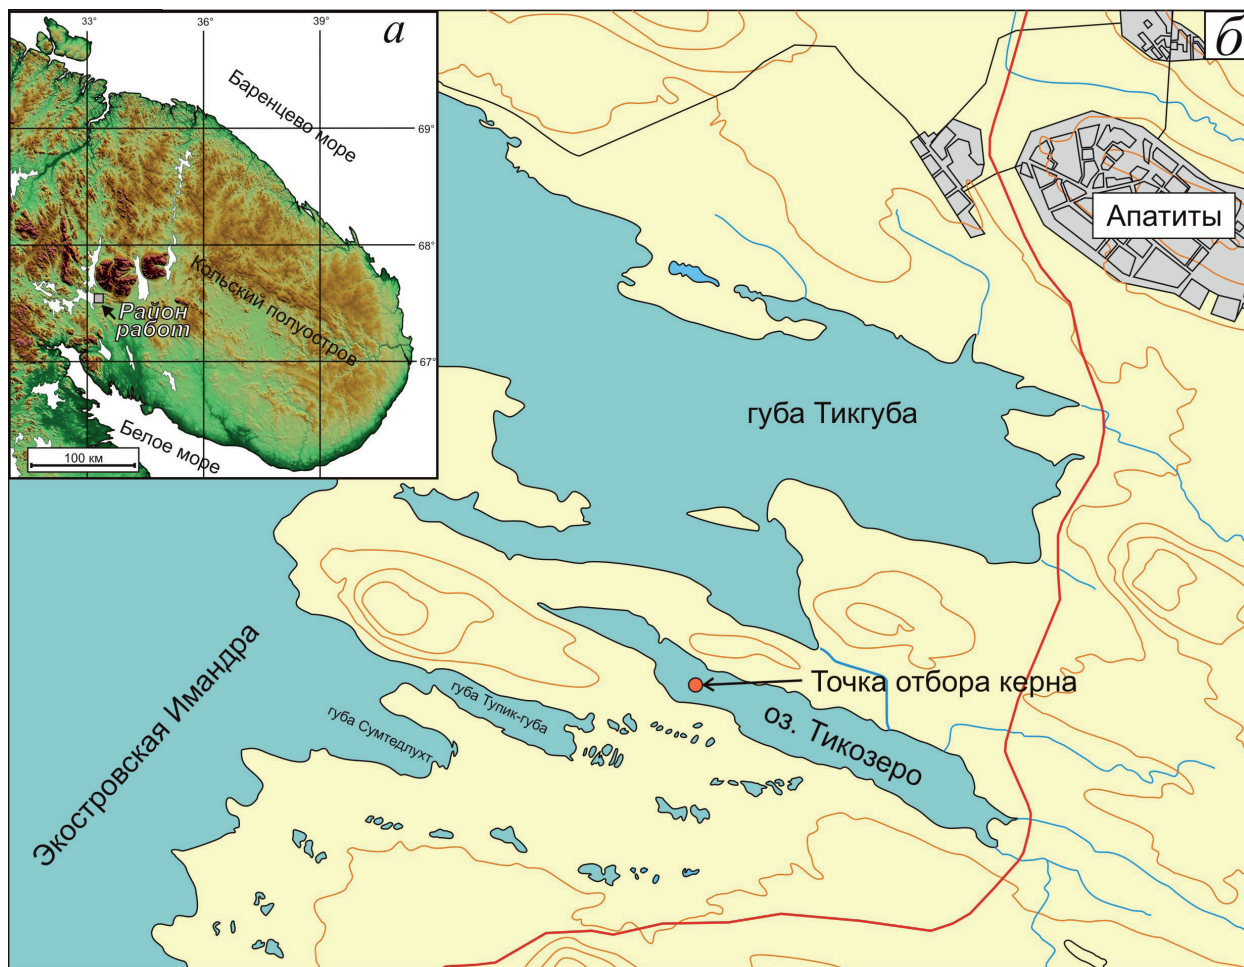 33°
36°
39°
а
б
Баренцево море
69°
68°
Кольский полуостров
Район
работ
67°
Белое море
100 км
Апатиты
губа Тикгуба
Точка отбора керна
оз. Тикозеро
губа Тупик-губа
губа Сумтедлухт
Экостровская Имандра